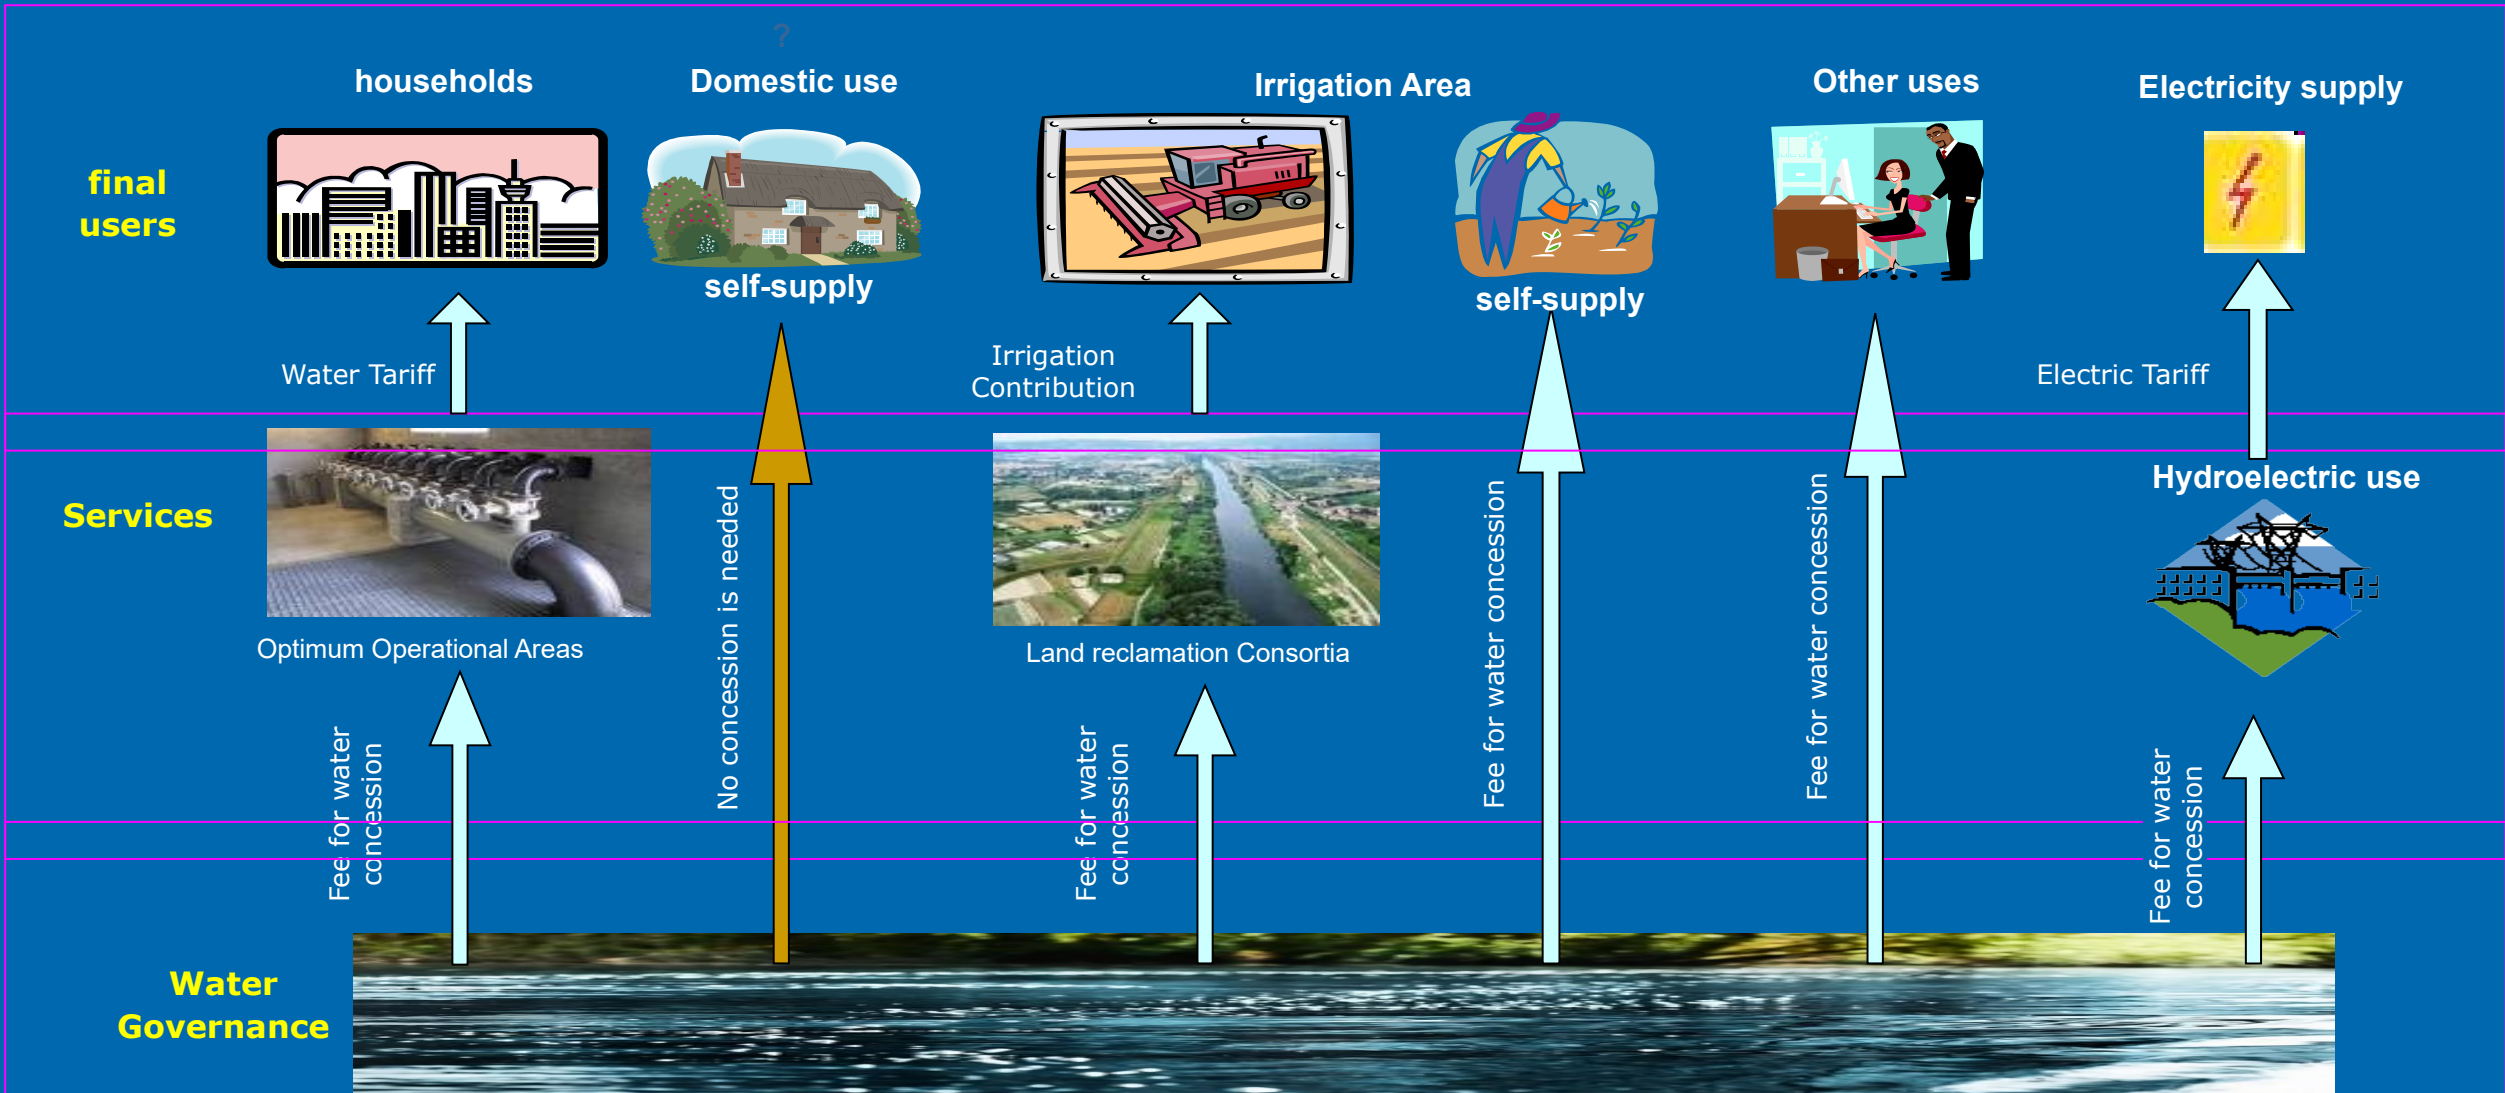 ?
households
Domestic use
Irrigation Area
Other uses
Electricity supply
final
users
self-supply
self-supply
Water Tariff
Irrigation
Contribution
Electric Tariff
Services
Hydroelectric use
No concession is needed
Fee for water concession
Fee for water concession
Optimum Operational Areas
Land reclamation Consortia
Fee for water
concession
Fee for water
concession
Fee for water
concession
Water
Governance